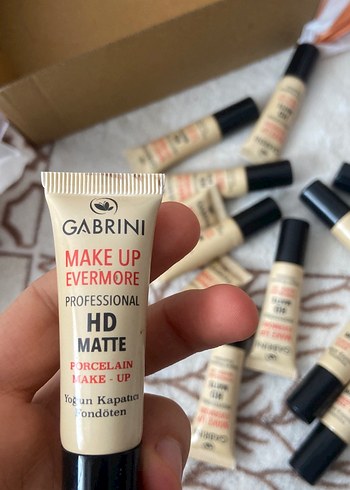 GABRINI
MAKE UP
EVERMORE
PROFESSIONAL
HD
MATTE
PORCELAIN
MAKE - UP
Yoğun Kapatıcı
Fondöten